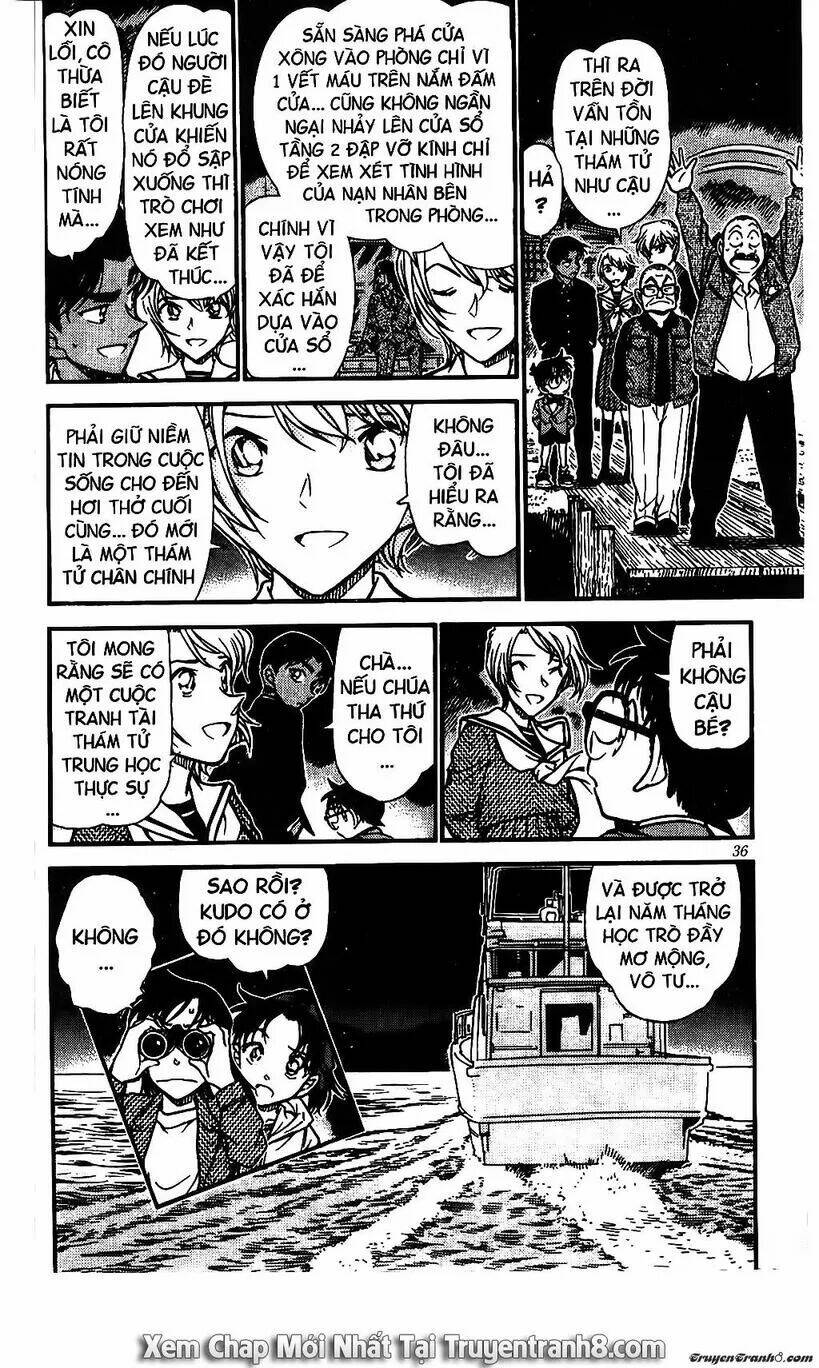 THÌ RA
TRÊN ĐỜI
VẪN TỒN
TẠI NHỮNG
THÁM TỬ
NHƯ CẬU
...
HẢ
?
SẴN SÀNG PHÁ CỬA
XÔNG VÀO PHÒNG CHỈ VÌ
1 VẾT MÁU TRÊN NẮM ĐẤM
CỬA... CŨNG KHÔNG NGẦN
NGẠI NHẢY LÊN CỬA SỔ
TẦNG 2 ĐẬP VỠ KÍNH CHỈ
ĐỂ XEM XÉT TÌNH HÌNH
CỦA NẠN NHÂN BÊN
TRONG PHÒNG...
CHÍNH VÌ
VẬY TÔI
ĐÃ ĐỂ
XÁC HẮN
DỰA VÀO
CỬA SỔ
...
NẾU LÚC
ĐÓ NGƯỜI
CẬU ĐÈ
LÊN KHUNG
CỬA KHIẾN
NÓ ĐỔ SẬP
XUỐNG THÌ
TRÒ CHƠI
XEM NHƯ
ĐÃ KẾT
THÚC...
XIN
LỖI, CÔ
THỪA
BIẾT
LÀ TÔI
RẤT
NÓNG
TÍNH
MÀ...
KHÔNG
ĐÂU...
TÔI ĐÃ
HIỂU RA
RẰNG...
PHẢI GIỮ NIỀM
TIN TRONG CUỘC
SỐNG CHO ĐẾN
HƠI THỞ CUỐI
CÙNG... ĐÓ MỚI
LÀ MỘT THÁM
TỬ CHÂN CHÍNH
PHẢI
KHÔNG
CẬU
BÉ?
CHÀ...
NẾU CHÚA
THA THỨ
CHO TÔI
...
TÔI MONG
RẰNG SẼ CÓ
MỘT CUỘC
TRANH TÀI
THÁM TỬ
TRUNG HỌC
THỰC SỰ
...
36
VÀ ĐƯỢC TRỞ
LẠI NĂM THÁNG
HỌC TRÒ ĐẦY
MƠ MỘNG,
VÔ TƯ...
SAO RỒI?
KUDO CÓ Ở
ĐÓ KHÔNG?
KHÔNG
...
Xem Chap Mới Nhất Tại Truyentranh8.com
TruyenTranh8.com